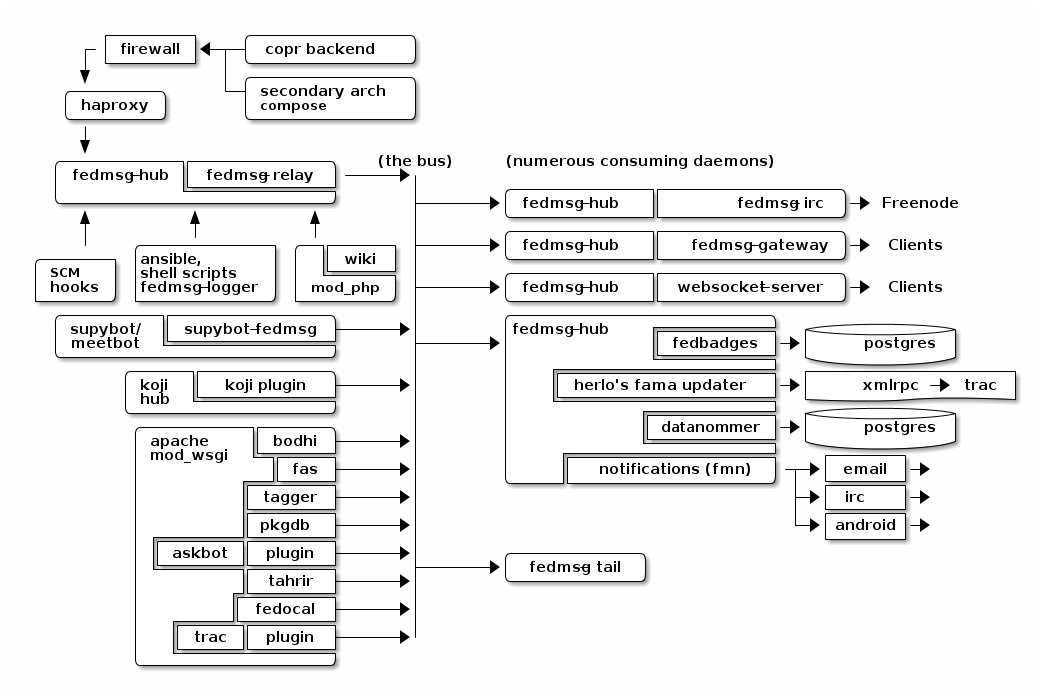 firewall
copr backend
secondary arch
compose
haproxy
(the bus)
(numerous consuming daemons)
fedmsg-hub
fedmsg-relay
fedmsg-hub
fedmsg-irc
Freenode
fedmsg-hub
fedmsg-gateway
Clients
SCM
hooks
ansible,
shell scripts
fedmsg-logger
wiki
mod_php
fedmsg-hub
websocket-server
Clients
supybot/
meetbot
supybot-fedmsg
fedmsg-hub
fedbadges
postgres
koji
hub
koji plugin
herlo's fama updater
xmlrpc
trac
datanommer
postgres
apache
mod_wsgi
bodhi
fas
notifications (fmn)
email
tagger
irc
pkgdb
android
askbot
plugin
fedmsg-tail
tahrir
fedocal
trac
plugin